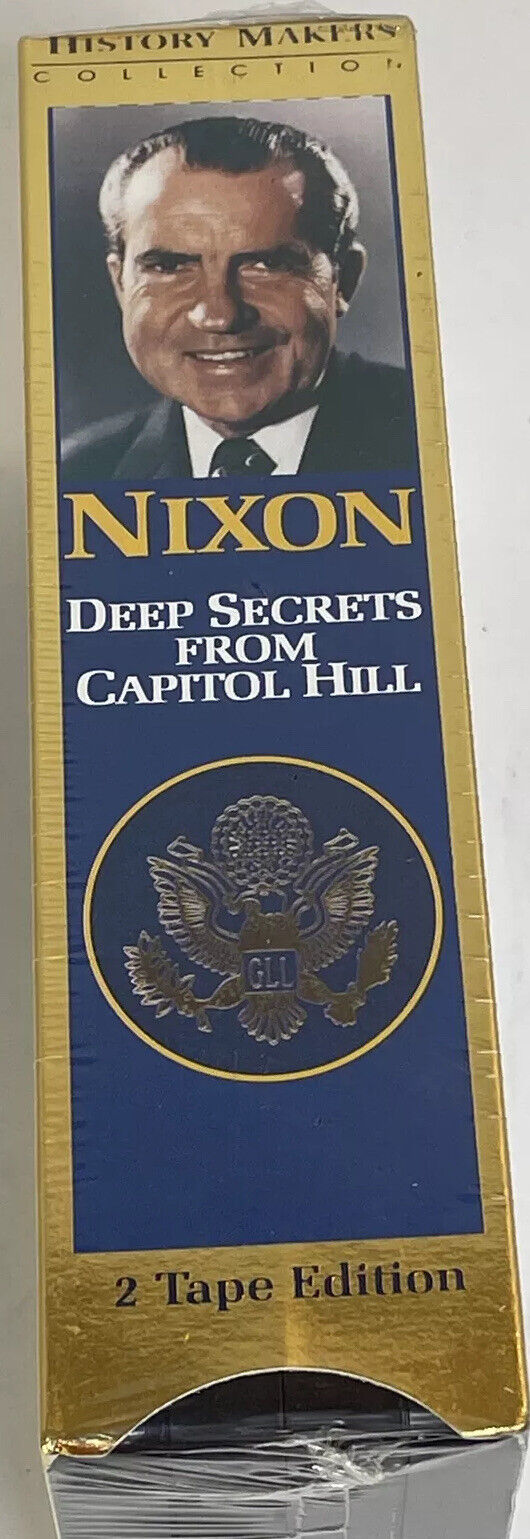 HISTORY MAKERS
COLLECTION
NIXON
DEEP SECRETS
FROM
CAPITOL HILL
GLL
2 Tape Edition